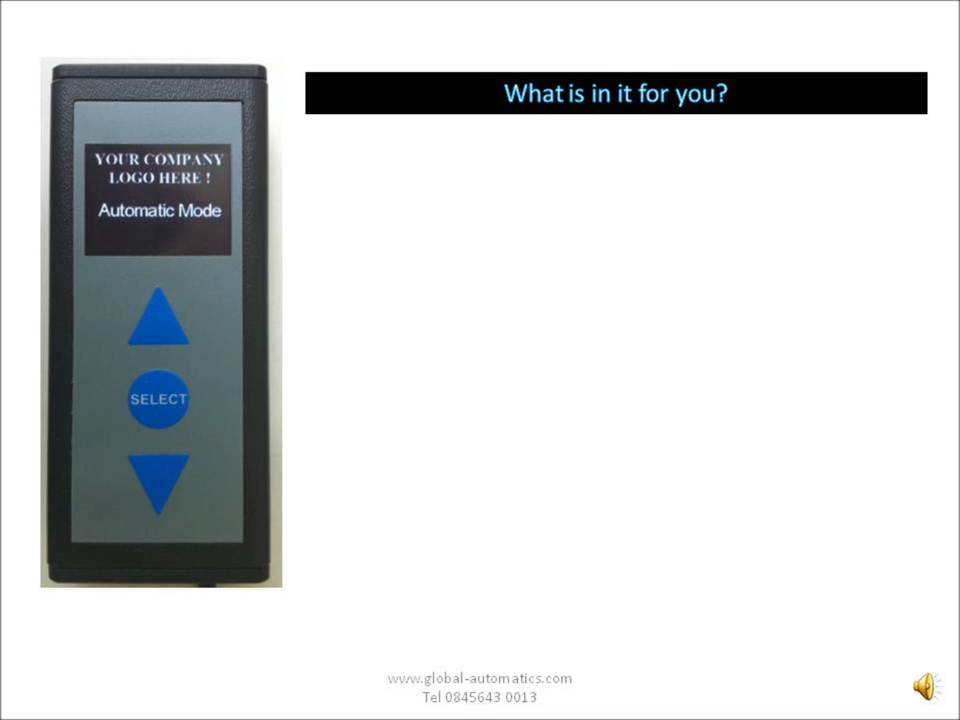 What is in it for you?
YOUR COMPANY
LOGO HERE !
Automatic Mode
SELECT
www.global-automatics.com
Tel 0845643 0013